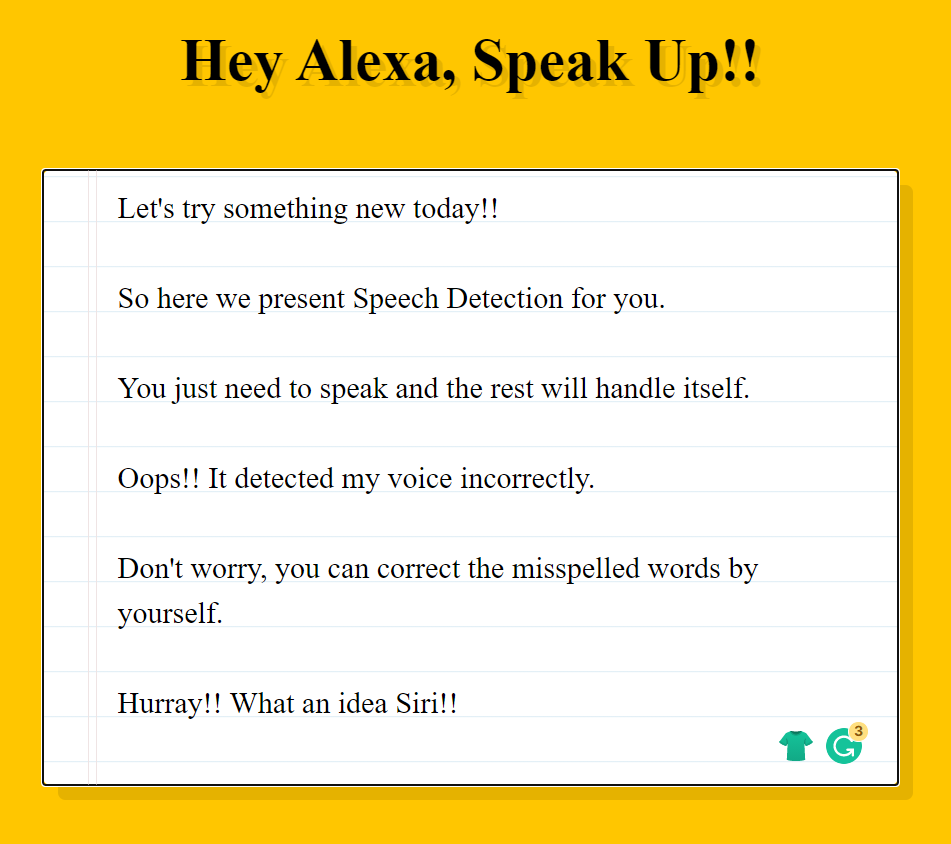 Hey Alexa, Speak Up!!
Let's try something new today!!
So here we present Speech Detection for you.
You just need to speak and the rest will handle itself.
Oops!! It detected my voice incorrectly.
Don't worry, you can correct the misspelled words by
yourself.
Hurray!! What an idea Siri!!
3